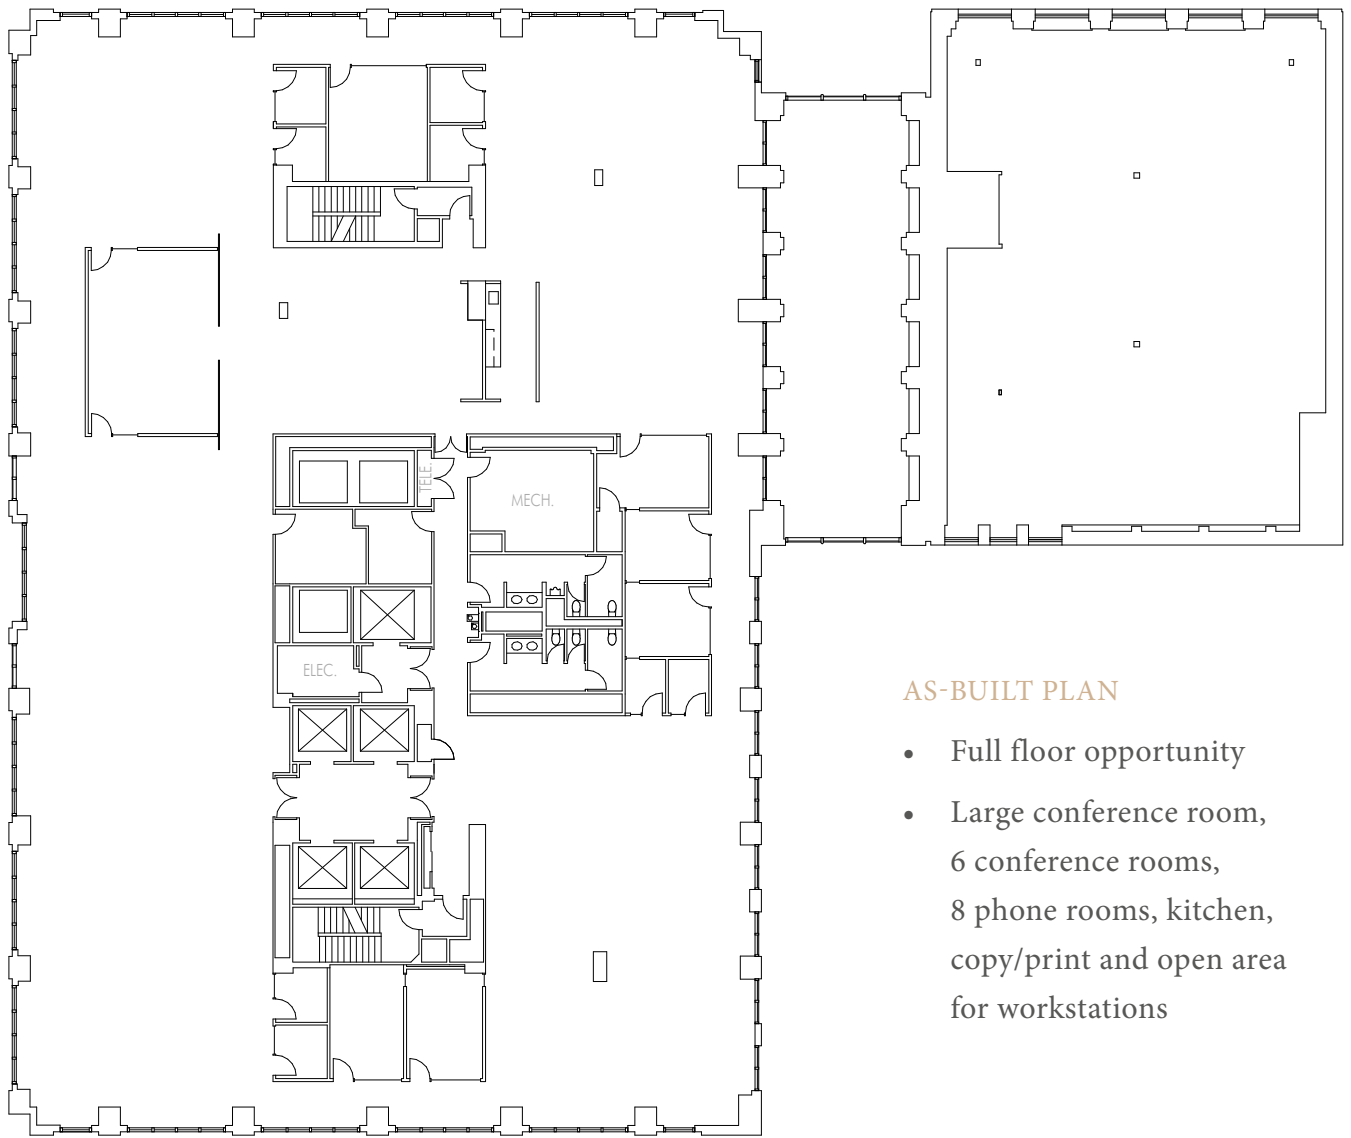 TELE.
MECH.
ELEC.
AS-BUILT PLAN
• Full floor opportunity
• Large conference room,
6 conference rooms,
8 phone rooms, kitchen,
copy/print and open area
for workstations